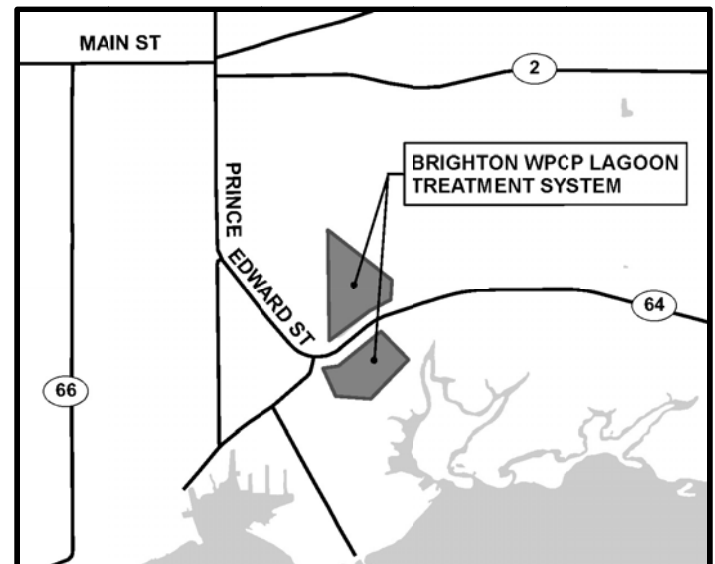 MAIN ST
2
BRIGHTON WPCP LAGOON
TREATMENT SYSTEM
PRINCE
EDWARD ST
64
66